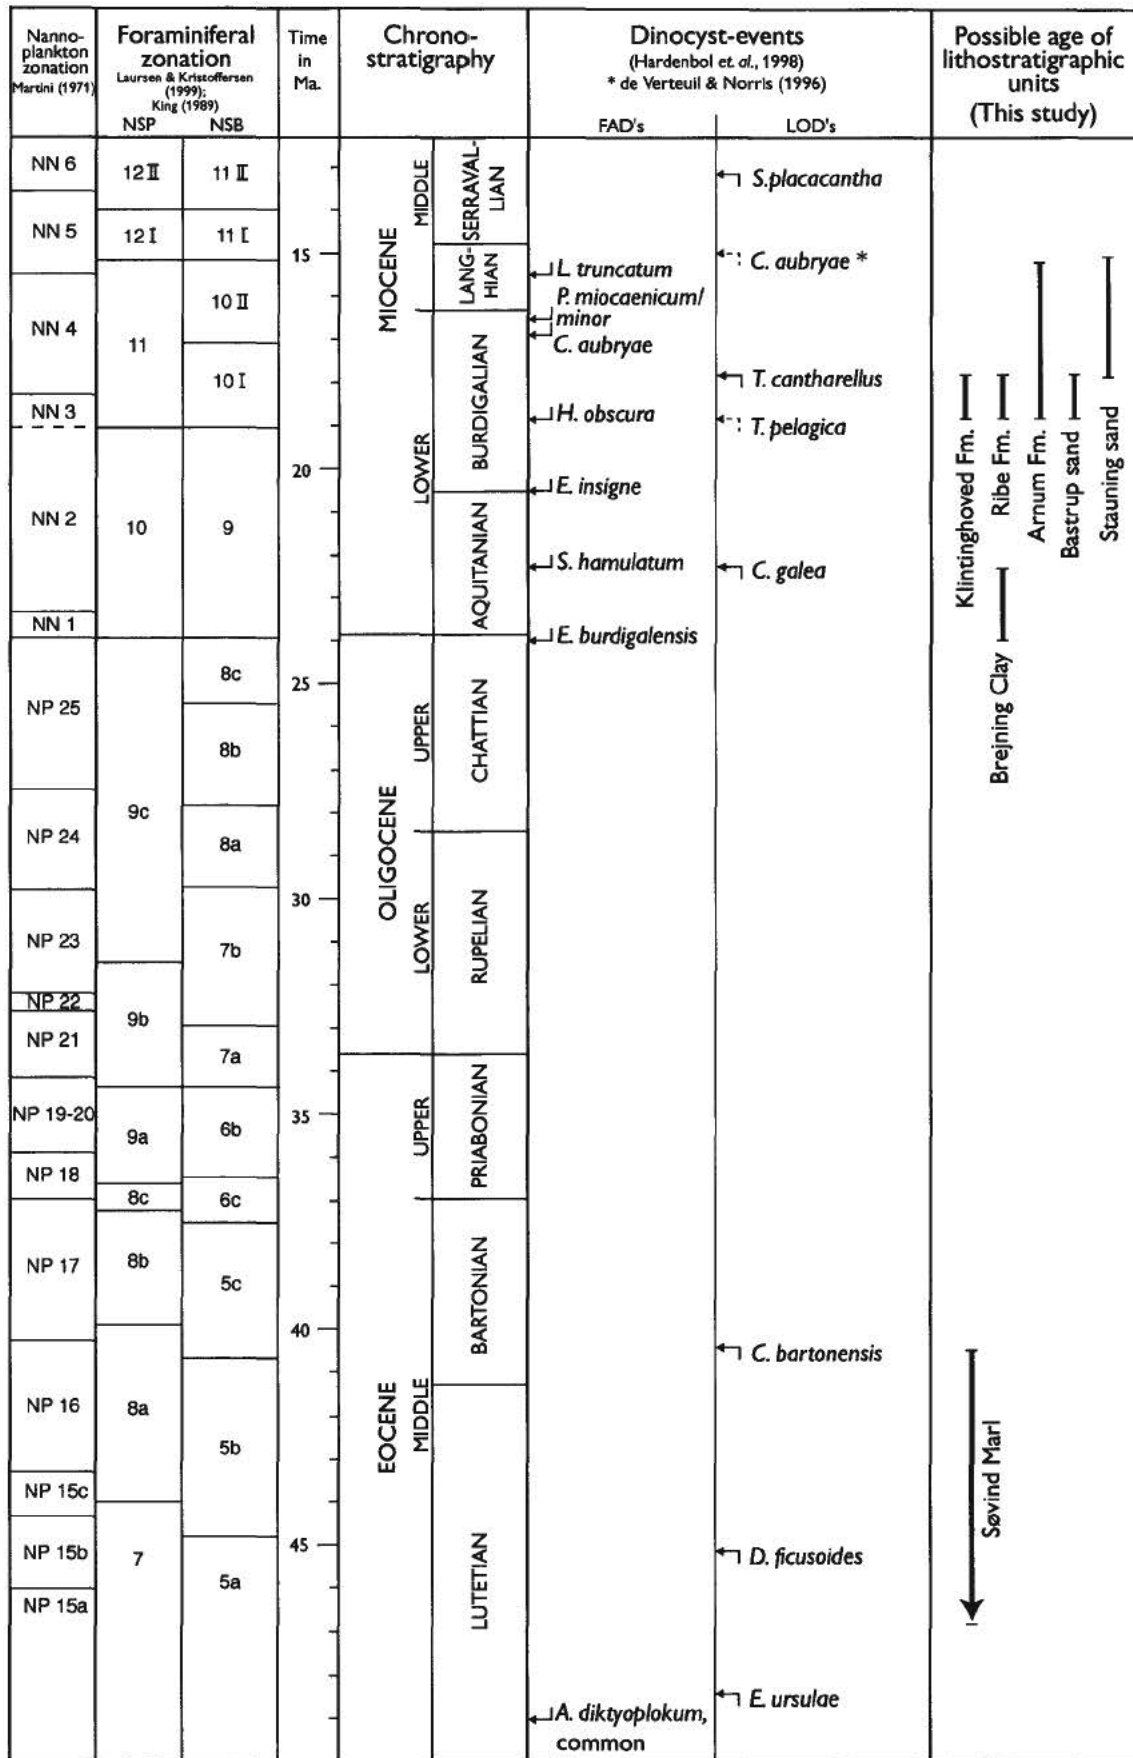 Nanno-
plankton
zonation
Martini (1971)
Foraminiferal
zonation
Laursen & Kristoffersen
(1999);
King (1989)
NSP
NSB
Time
in
Ma.
Chrono-
stratigraphy
Dinocyst-events
(Hardenbol et. al., 1998)
* de Verteuil & Norris (1996)
FAD's
LOD's
Possible age of
lithostratigraphic
units
(This study)
NN 6
NN 5
NN 4
NN 3
NN 2
NN 1
NP 25
NP 24
NP 23
NP 22
NP 21
NP 19-20
NP 18
NP 17
NP 16
NP 15c
NP 15b
NP 15a
12 II
12 I
11
10
9c
9b
9a
8c
8b
8a
7
11 II
11 I
10 II
10 I
9
8c
8b
8a
7b
7a
6b
6c
5c
5b
5a
15
20
25
30
35
40
45
MIOCENE
OLIGOCENE
EOCENE
MIDDLE
LOWER
UPPER
LOWER
UPPER
MIDDLE
SERRAVAL-
LIAN
LANG-
HIAN
BURDIGALIAN
AQUITANIAN
CHATTIAN
RUPELIAN
PRIABONIAN
BARTONIAN
LUTETIAN
L. truncatum
P. miocaenicum/
minor
C. aubryae
H. obscura
E. insigne
S. hamulatum
E. burdigalensis
A. diktyoplokum,
common
S.placacantha
C. aubryae *
T. cantharellus
T. pelagica
C. galea
C. bartonensis
D. ficusoides
E. ursulae
Klintinghoved Fm.
Ribe Fm.
Arnum Fm.
Bastrup sand
Stauning sand
Brejning Clay
Søvind Marl